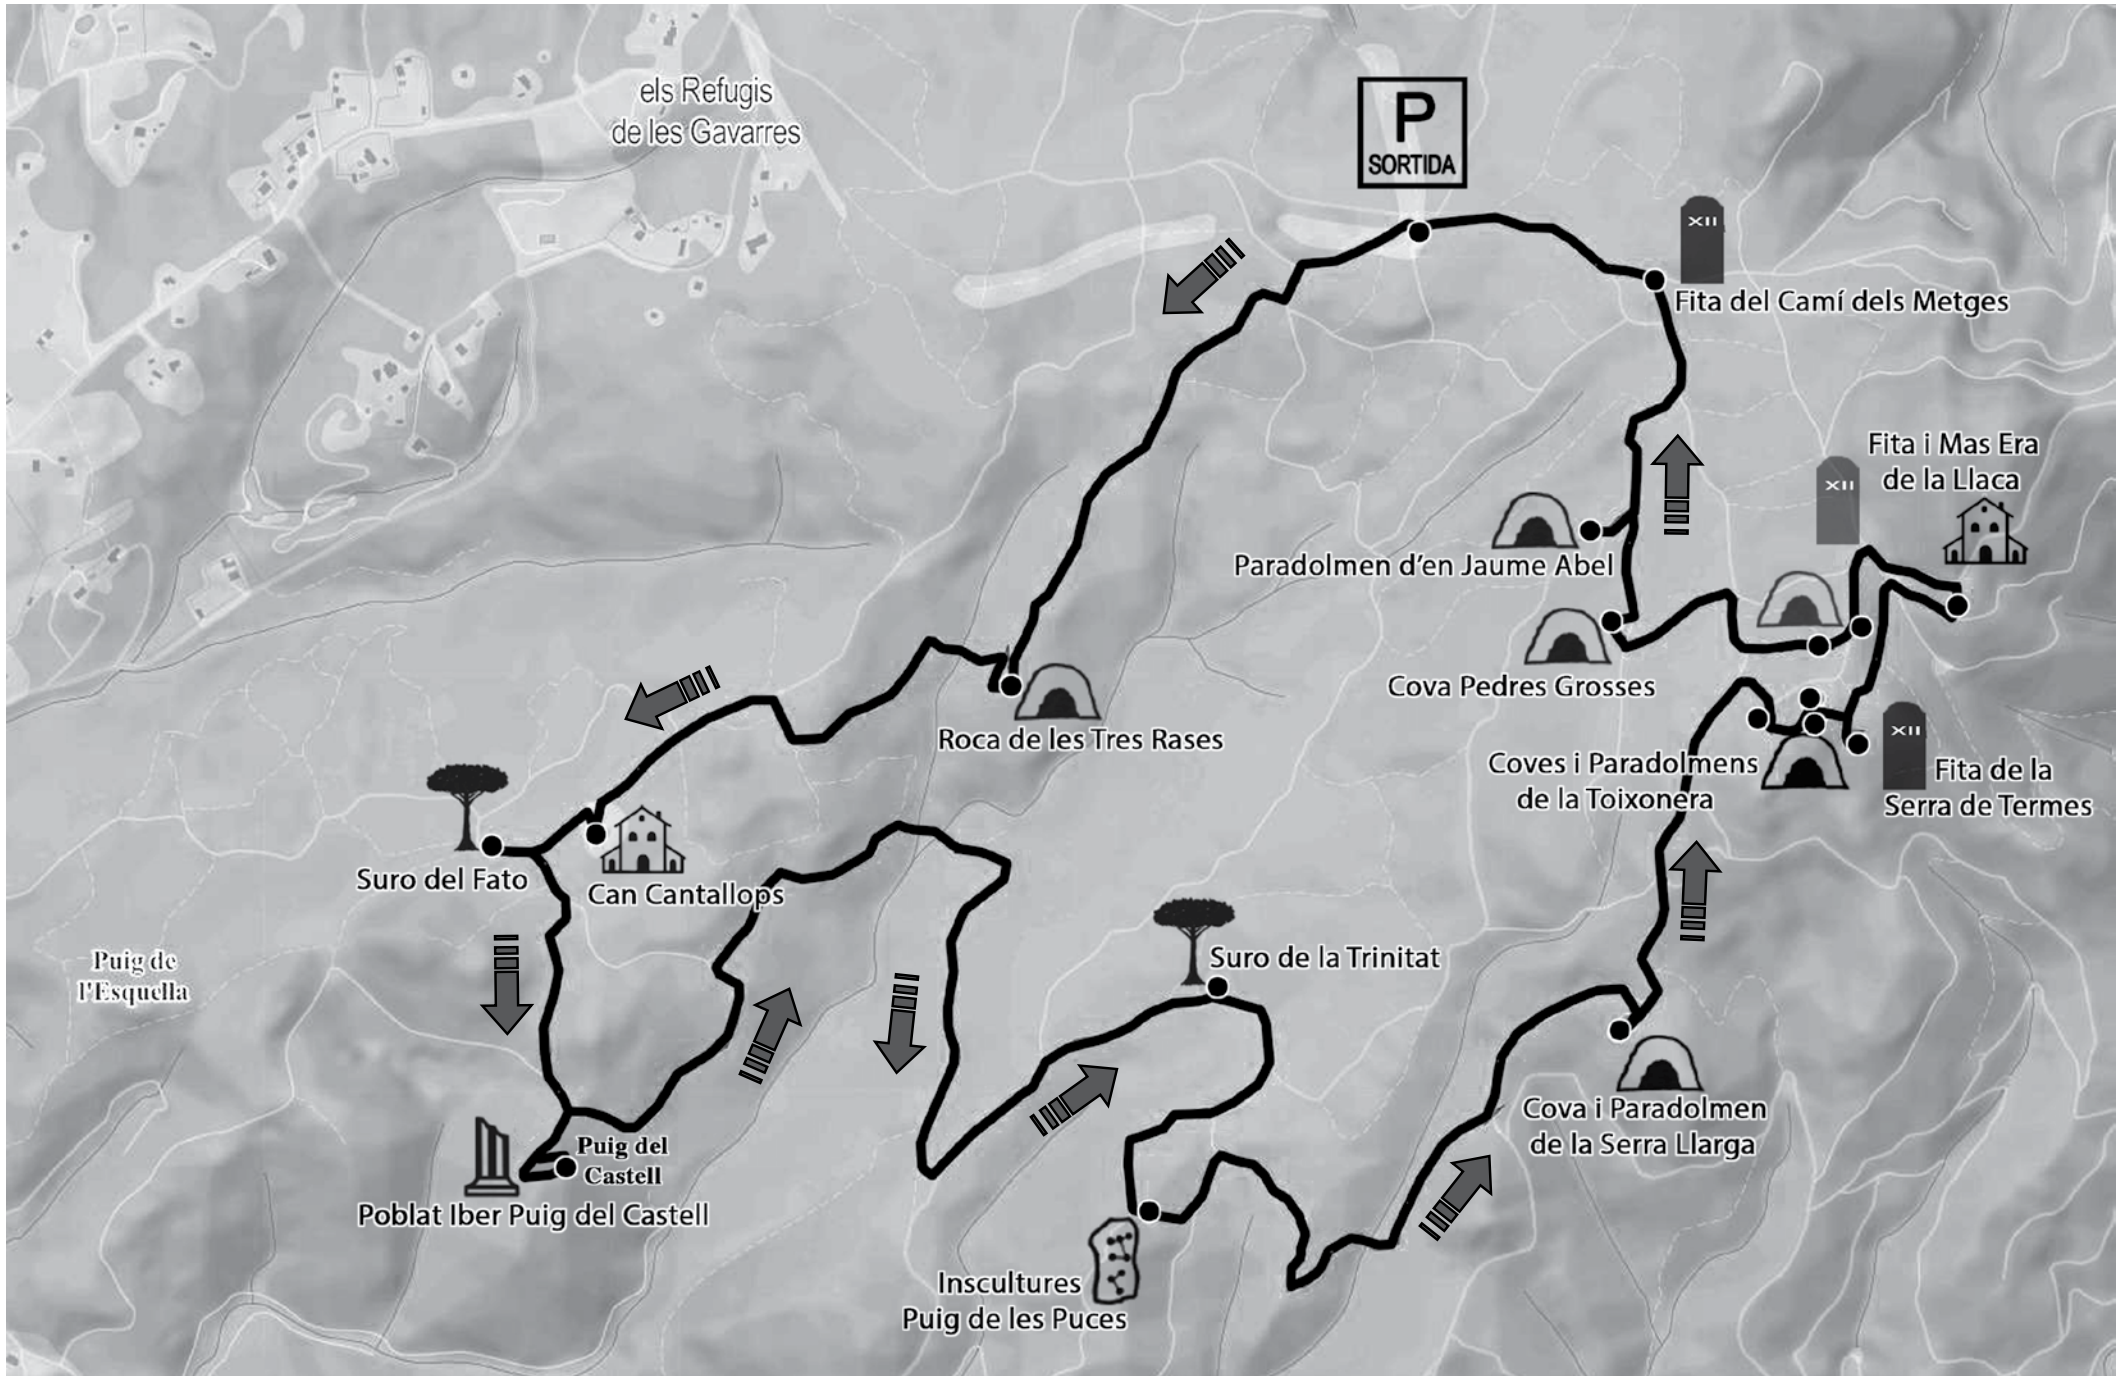 els Refugis
de les Gavarres
P
SORTIDA
XII
Fita del Camí dels Metges
Fita i Mas Era
de la Llaca
XII
Paradolmen d'en Jaume Abel
Cova Pedres Grosses
Roca de les Tres Rases
Coves i Paradolmens
de la Toixonera
XII
Fita de la
Serra de Termes
Suro del Fato
Can Cantallops
Puig de
l'Esquella
Suro de la Trinitat
Cova i Paradolmen
de la Serra Llarga
Puig del
Castell
Poblat Iber Puig del Castell
Inscultures
Puig de les Puces